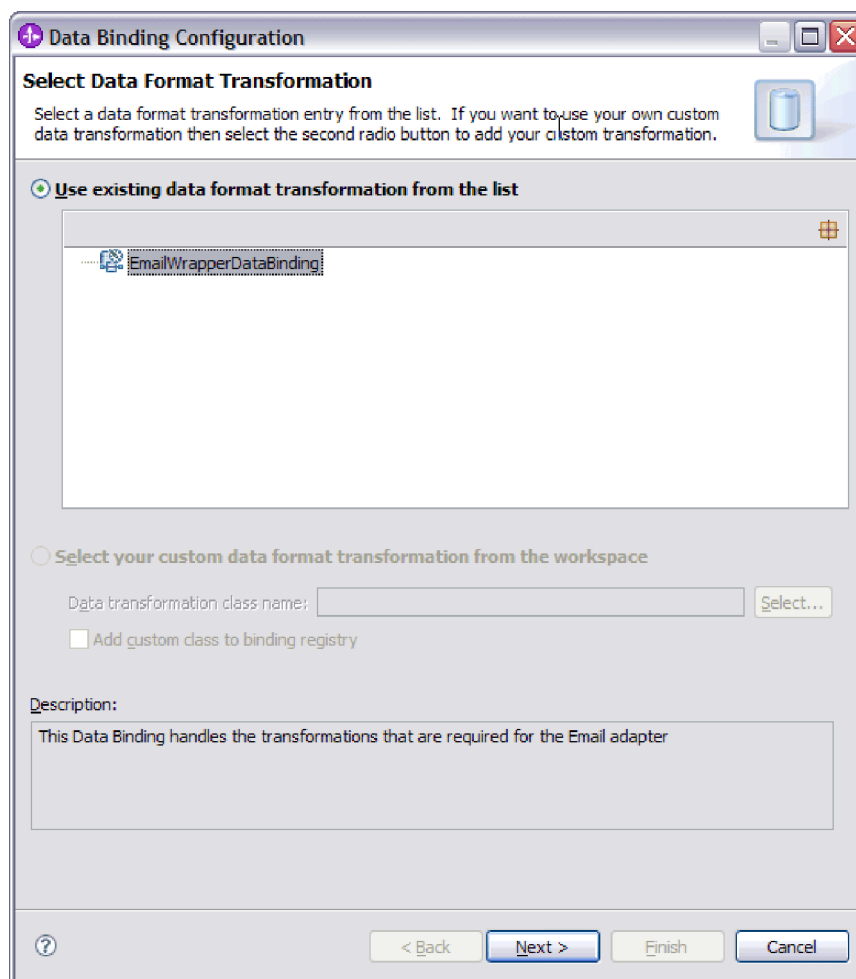 Data Binding Configuration
Select Data Format Transformation
Select a data format transformation entry from the list. If you want to use your own custom
data transformation then select the second radio button to add your custom transformation.
Use existing data format transformation from the list
EmailWrapperDataBinding
Select your custom data format transformation from the workspace
Data transformation class name: Select...
Add custom class to binding registry
Description:
This Data Binding handles the transformations that are required for the Email adapter
? < Back Next > Finish Cancel